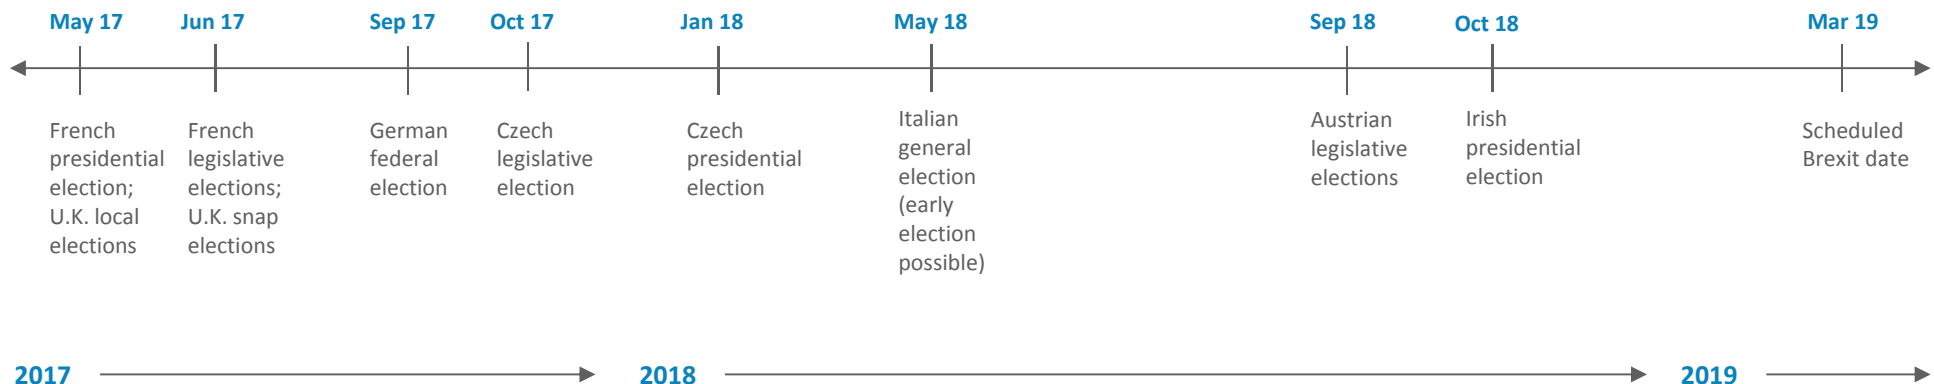 May 17
Jun 17
Sep 17
Oct 17
Jan 18
May 18
Sep 18
Oct 18
Mar 19
French
presidential
election;
U.K. local
elections
French
legislative
elections;
U.K. snap
elections
German
federal
election
Czech
legislative
election
Czech
presidential
election
Italian
general
election
(early
election
possible)
Austrian
legislative
elections
Irish
presidential
election
Scheduled
Brexit date
2017
2018
2019